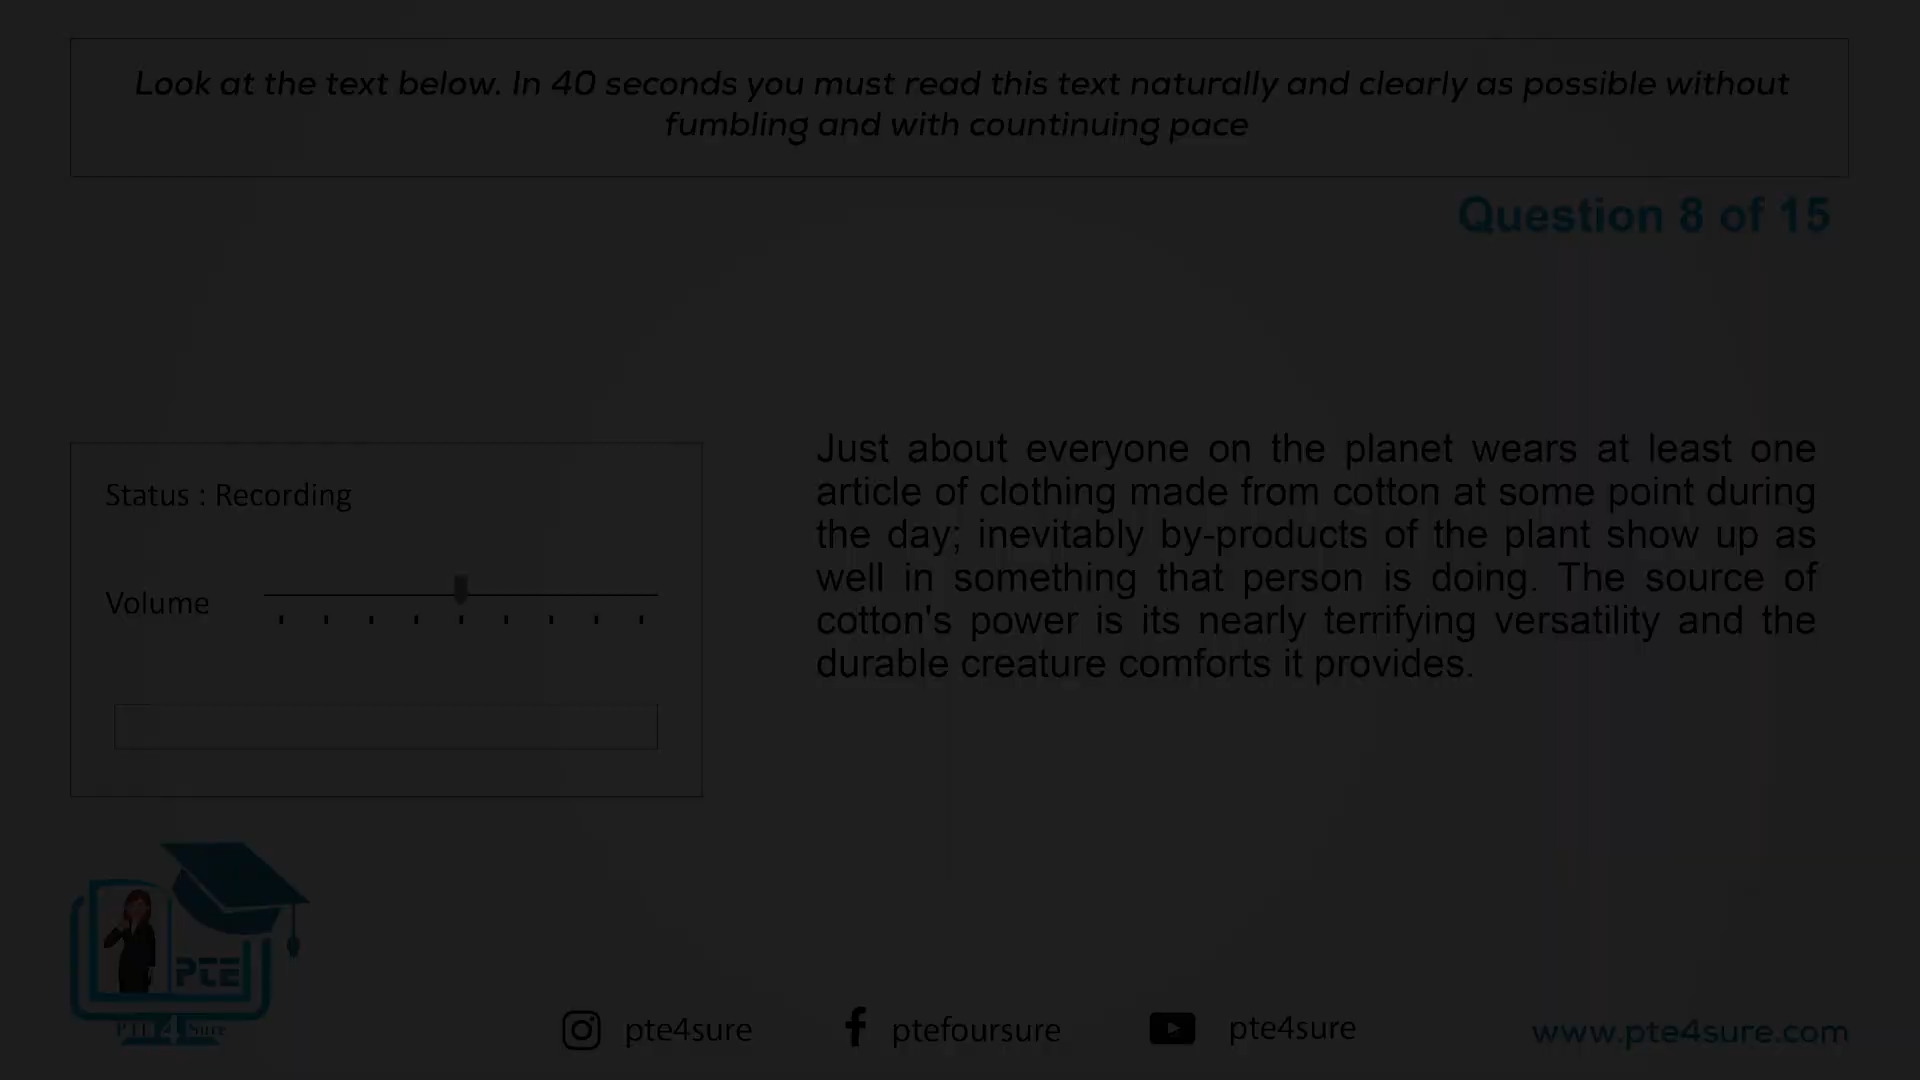 Look at the text below. In 40 seconds you must read this text naturally and clearly as possible without
fumbling and with countinuing pace
Question 8 of 15
Status : Recording
Volume
Just about everyone on the planet wears at least one
article of clothing made from cotton at some point during
the day; inevitably by-products of the plant show up as
well in something that person is doing. The source of
cotton's power is its nearly terrifying versatility and the
durable creature comforts it provides.
PTE
PTE 4 Sure
pte4sure
ptefoursure
pte4sure
www.pte4sure.com